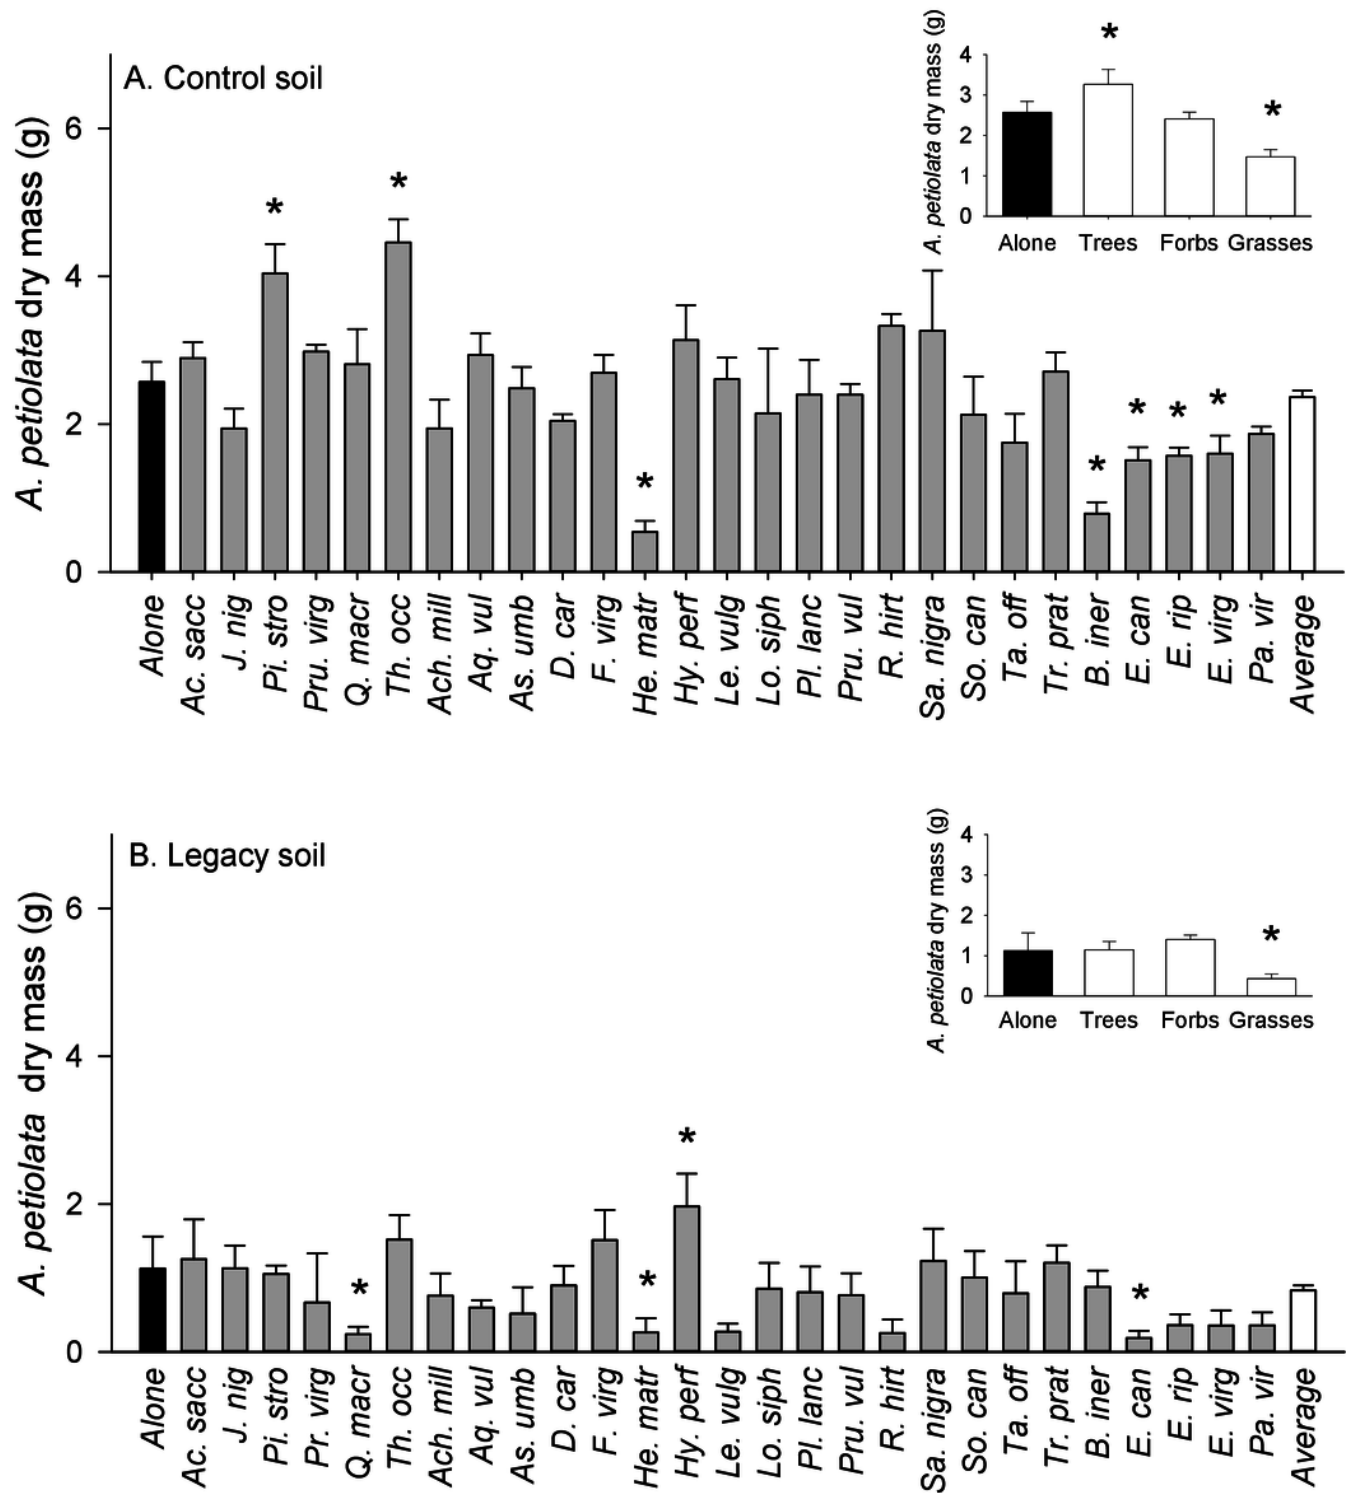 A. Control soil
A. petiolata dry mass (g)
6
4
2
0
*
*
*
*
*
*
*
Alone
Ac. sacc
J. nig
Pi. stro
Pru. virg
Q. macr
Th. occ
Ach. mill
Aq. vul
As. umb
D. car
F. virg
He. matr
Hy. perf
Le. vulg
Lo. siph
Pl. lanc
Pru. vul
R. hirt
Sa. nigra
So. can
Ta. off
Tr. prat
B. iner
E. can
E. rip
E. virg
Pa. vir
Average
A. petiolata dry mass (g)
4
3
2
1
0
*
*
Alone Trees Forbs Grasses
B. Legacy soil
A. petiolata dry mass (g)
6
4
2
0
*
*
*
*
Alone
Ac. sacc
J. nig
Pi. stro
Pr. virg
Q. macr
Th. occ
Ach. mill
Aq. vul
As. umb
D. car
F. virg
He. matr
Hy. perf
Le. vulg
Lo. siph
Pl. lanc
Pru. vul
R. hirt
Sa. nigra
So. can
Ta. off
Tr. prat
B. iner
E. can
E. rip
E. virg
Pa. vir
Average
A. petiolata dry mass (g)
4
3
2
1
0
*
Alone Trees Forbs Grasses